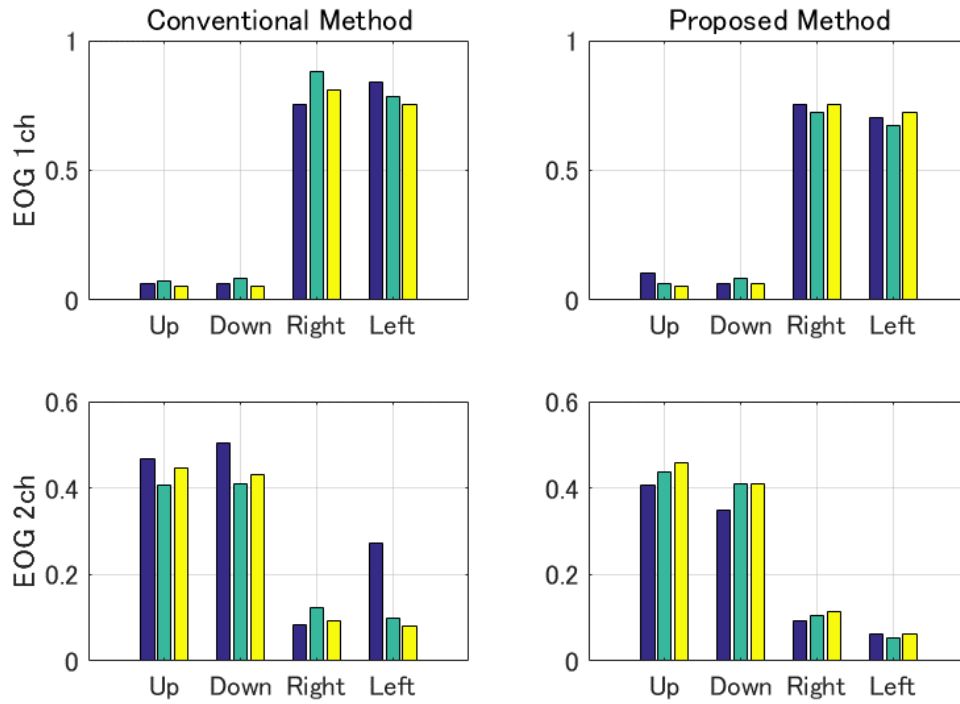 Conventional Method
Proposed Method
EOG 1ch
1
0.5
0
Up Down Right Left
1
0.5
0
Up Down Right Left
EOG 2ch
0.6
0.4
0.2
0
Up Down Right Left
0.6
0.4
0.2
0
Up Down Right Left